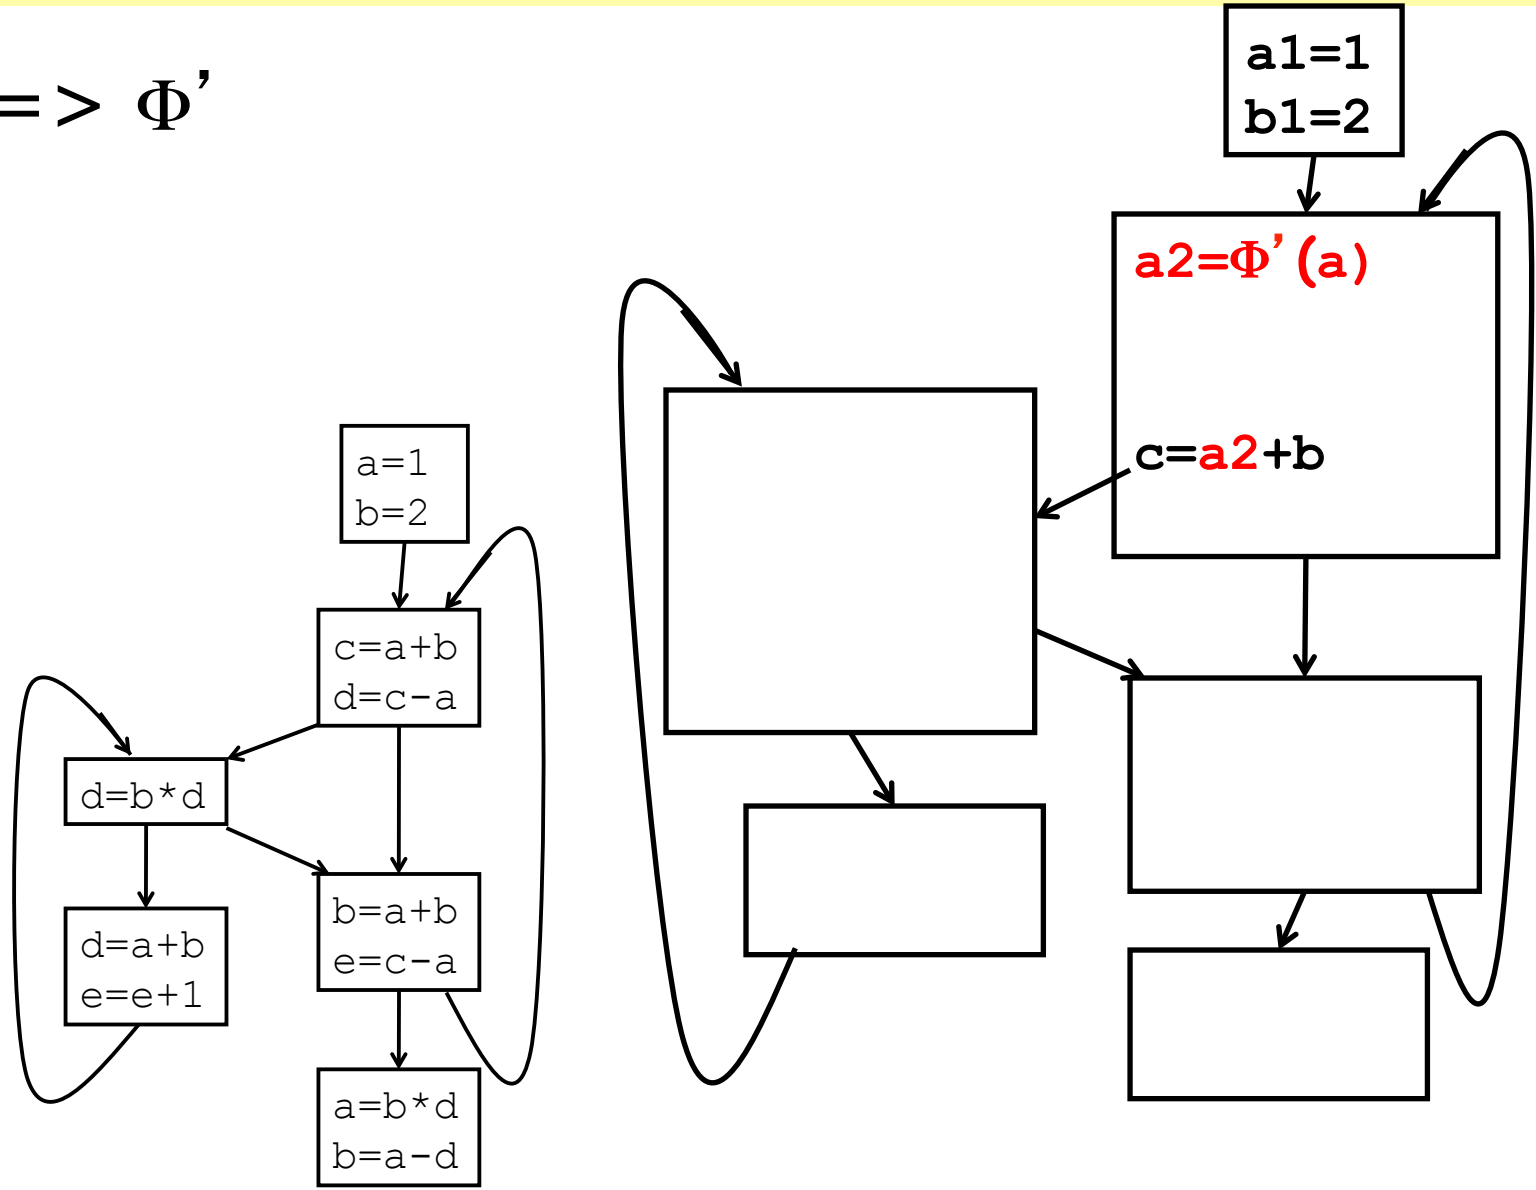 => Φ'
a1=1
b1=2
a2=Φ'(a)
c=a2+b
a=1
b=2
c=a+b
d=c-a
d=b*d
d=a+b
e=e+1
b=a+b
e=c-a
a=b*d
b=a-d